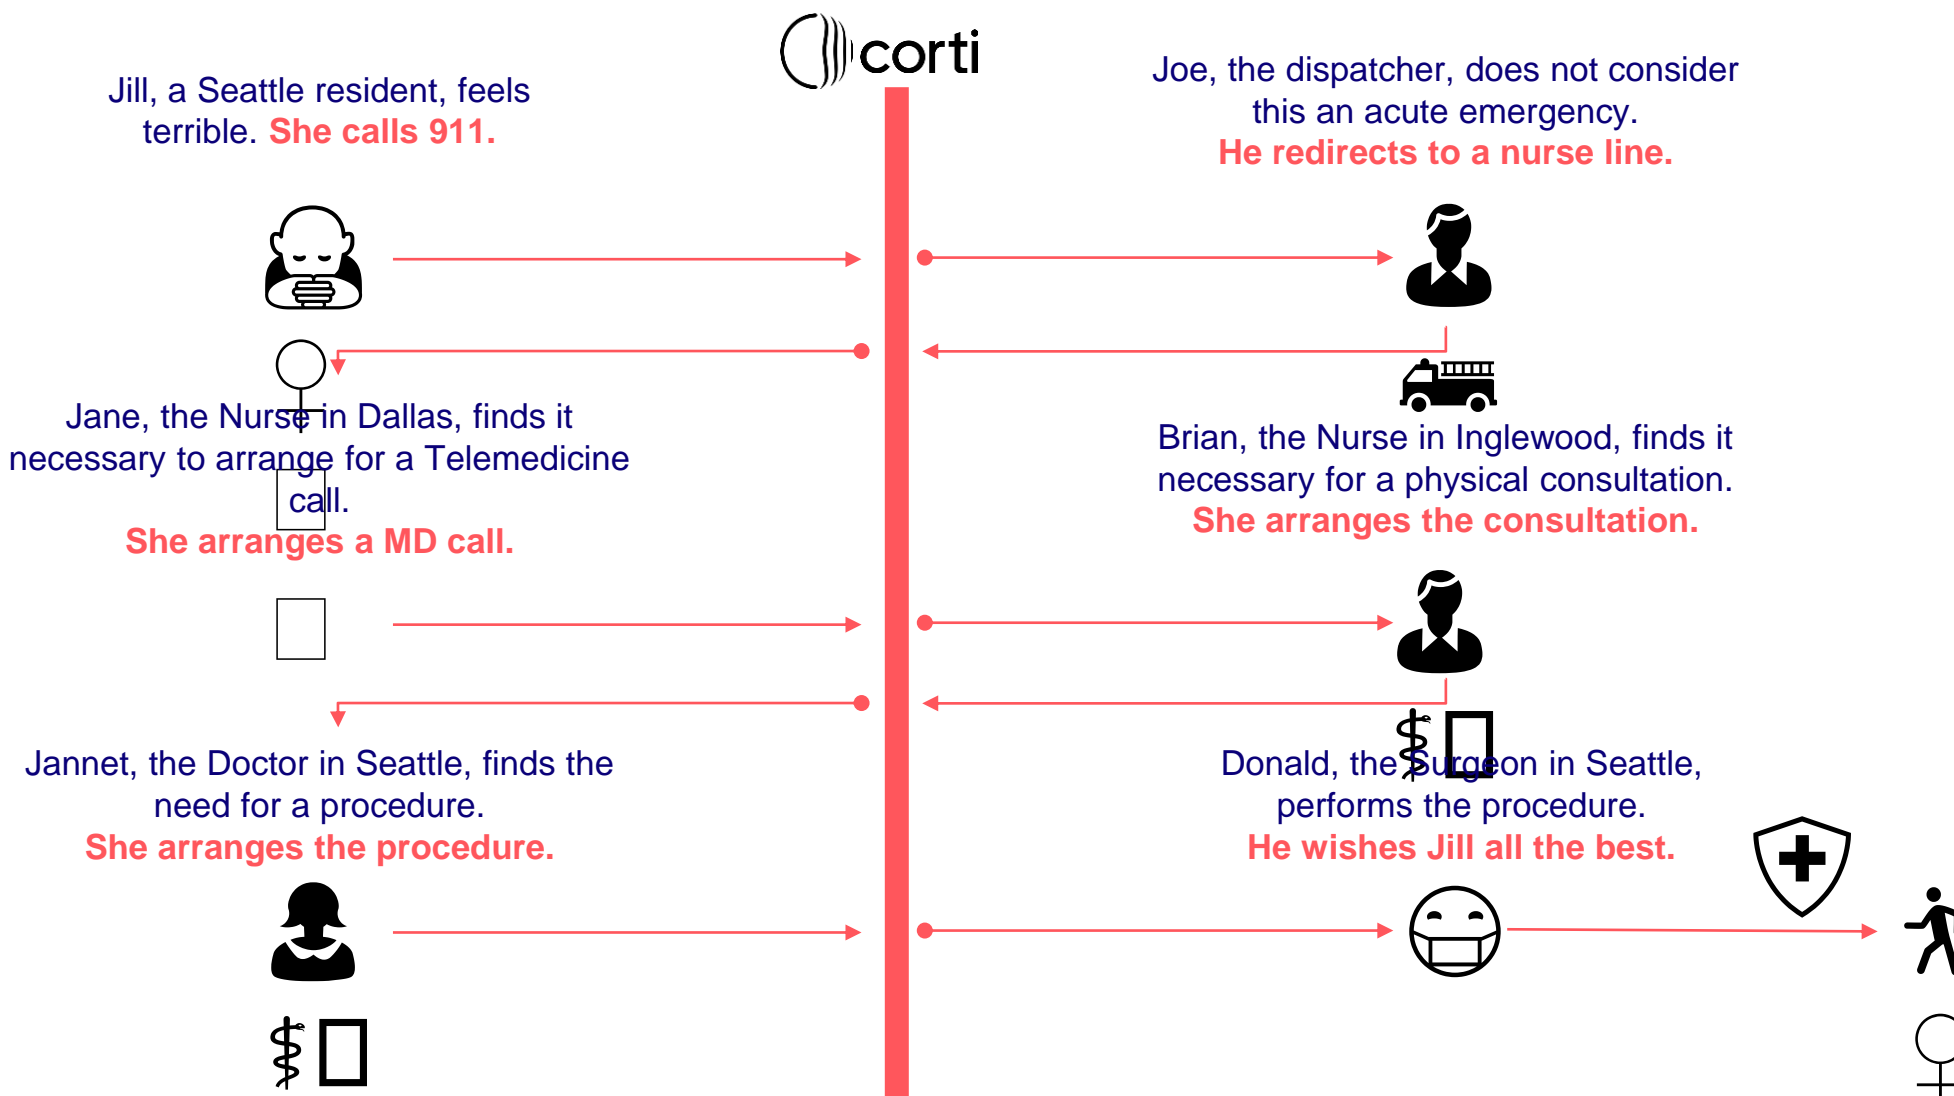 corti
Jill, a Seattle resident, feels
terrible. She calls 911.
Joe, the dispatcher, does not consider
this an acute emergency.
He redirects to a nurse line.
Jane, the Nurse in Dallas, finds it
necessary to arrange for a Telemedicine
call.
She arranges a MD call.
Brian, the Nurse in Inglewood, finds it
necessary for a physical consultation.
She arranges the consultation.
Jannet, the Doctor in Seattle, finds the
need for a procedure.
She arranges the procedure.
Donald, the Surgeon in Seattle,
performs the procedure.
He wishes Jill all the best.